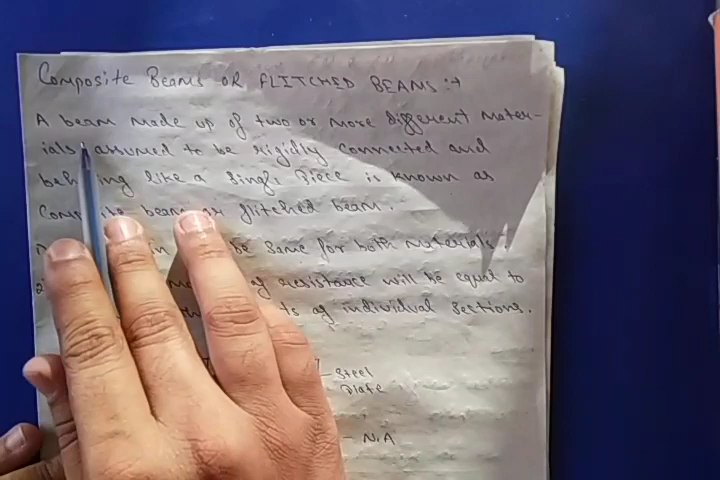 Composite Beams OR FLITCHED BEAMS :→
A beam made up of two or more different mater-
ials assumed to be rigidly connected and
like a single piece is known as
beam or flitched beam.
in be same for both materials.
of resistance will be equal to
of individual sections.
Steel
Plate
N.A